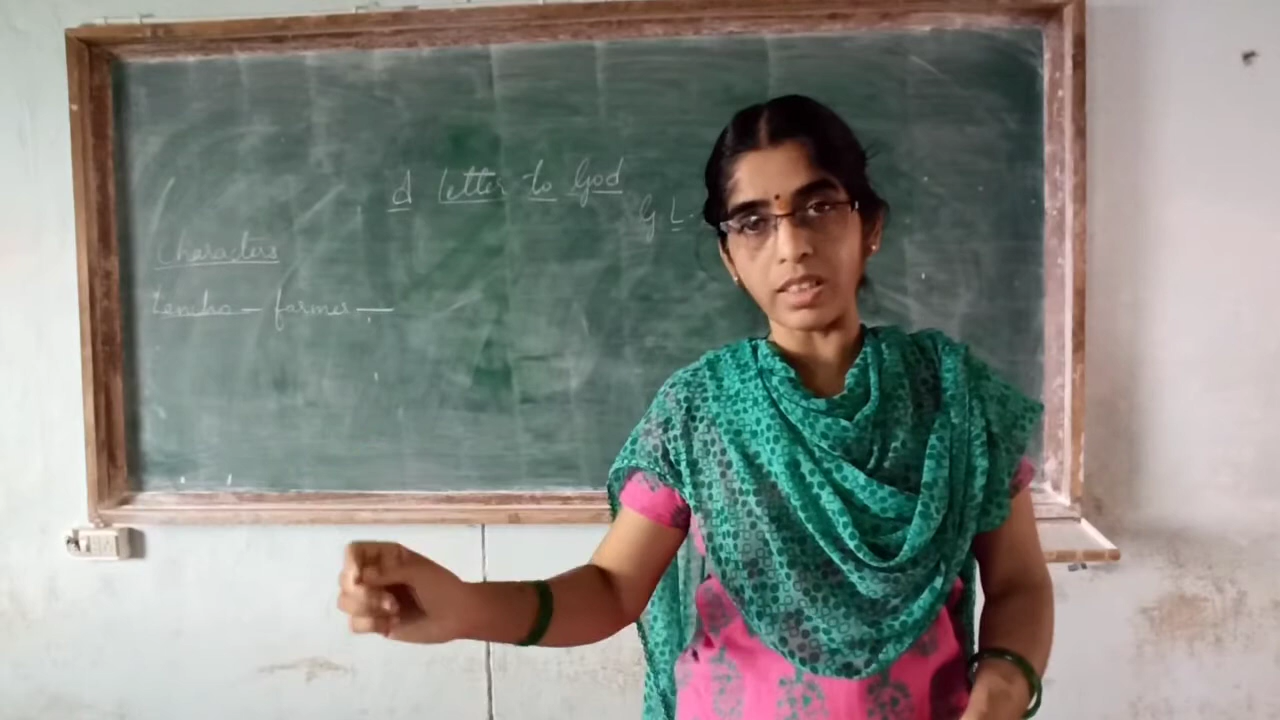 A Letter to God
G L.
Characters
Lencho - farmer -